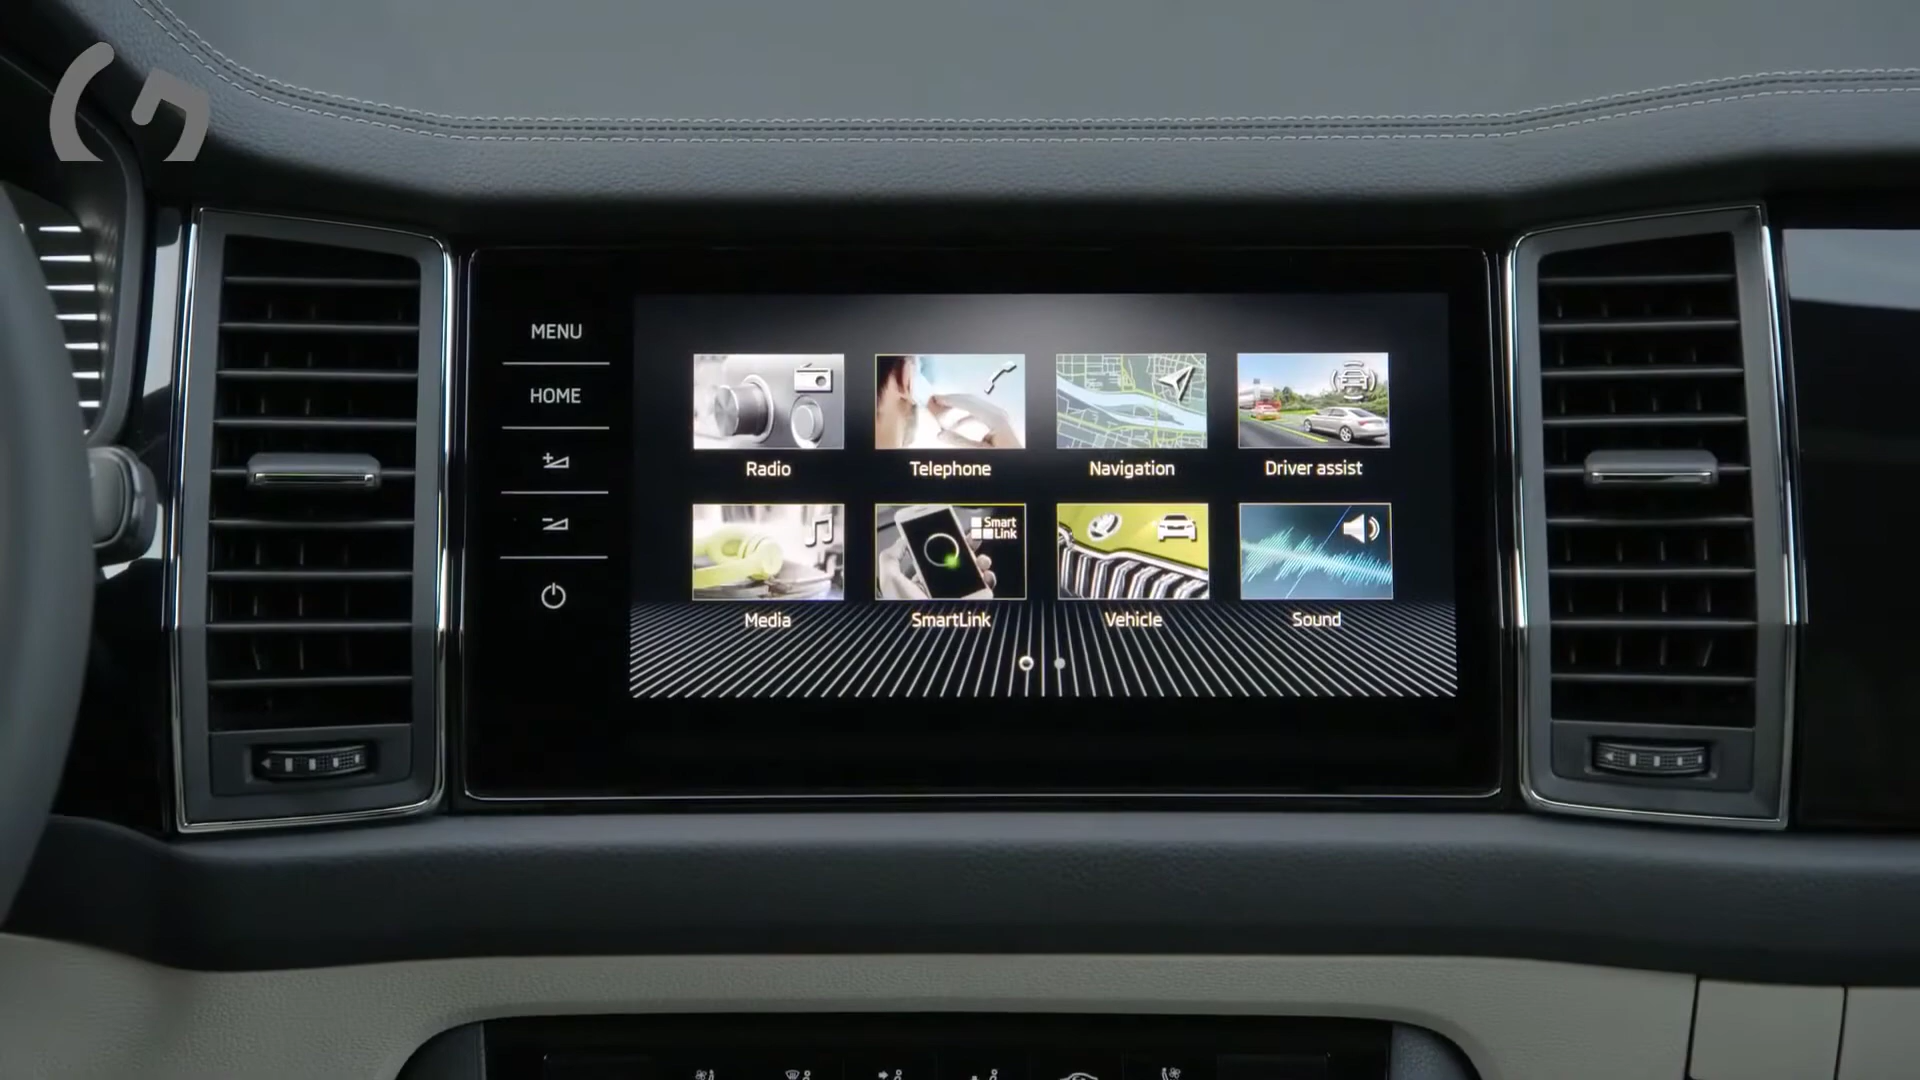 MENU
HOME
Radio
Telephone
Navigation
Driver assist
Smart
Link
Media
SmartLink
Vehicle
Sound